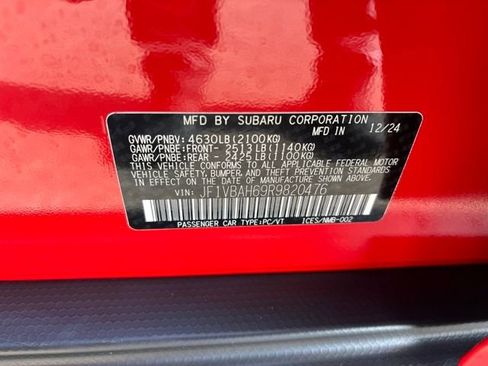 MFD BY SUBARU CORPORATION
MFD. IN JAPAN 12/24
GVWR/PNBV: 4630LB(2100KG)
GAWR/PNBE:FRONT- 2513LB(1140KG)
GAWR/PNBE:REAR - 2425LB(1100KG)
THIS VEHICLE CONFORMS TO ALL APPLICABLE FEDERAL MOTOR
VEHICLE SAFETY, BUMPER, AND THEFT PREVENTION STANDARDS IN
EFFECT ON THE DATE OF MANUFACTURE SHOWN ABOVE.
VIN: JF1VBAH69R9820476
PASSENGER CAR TYPE:PC/VT ICES/NMB-002